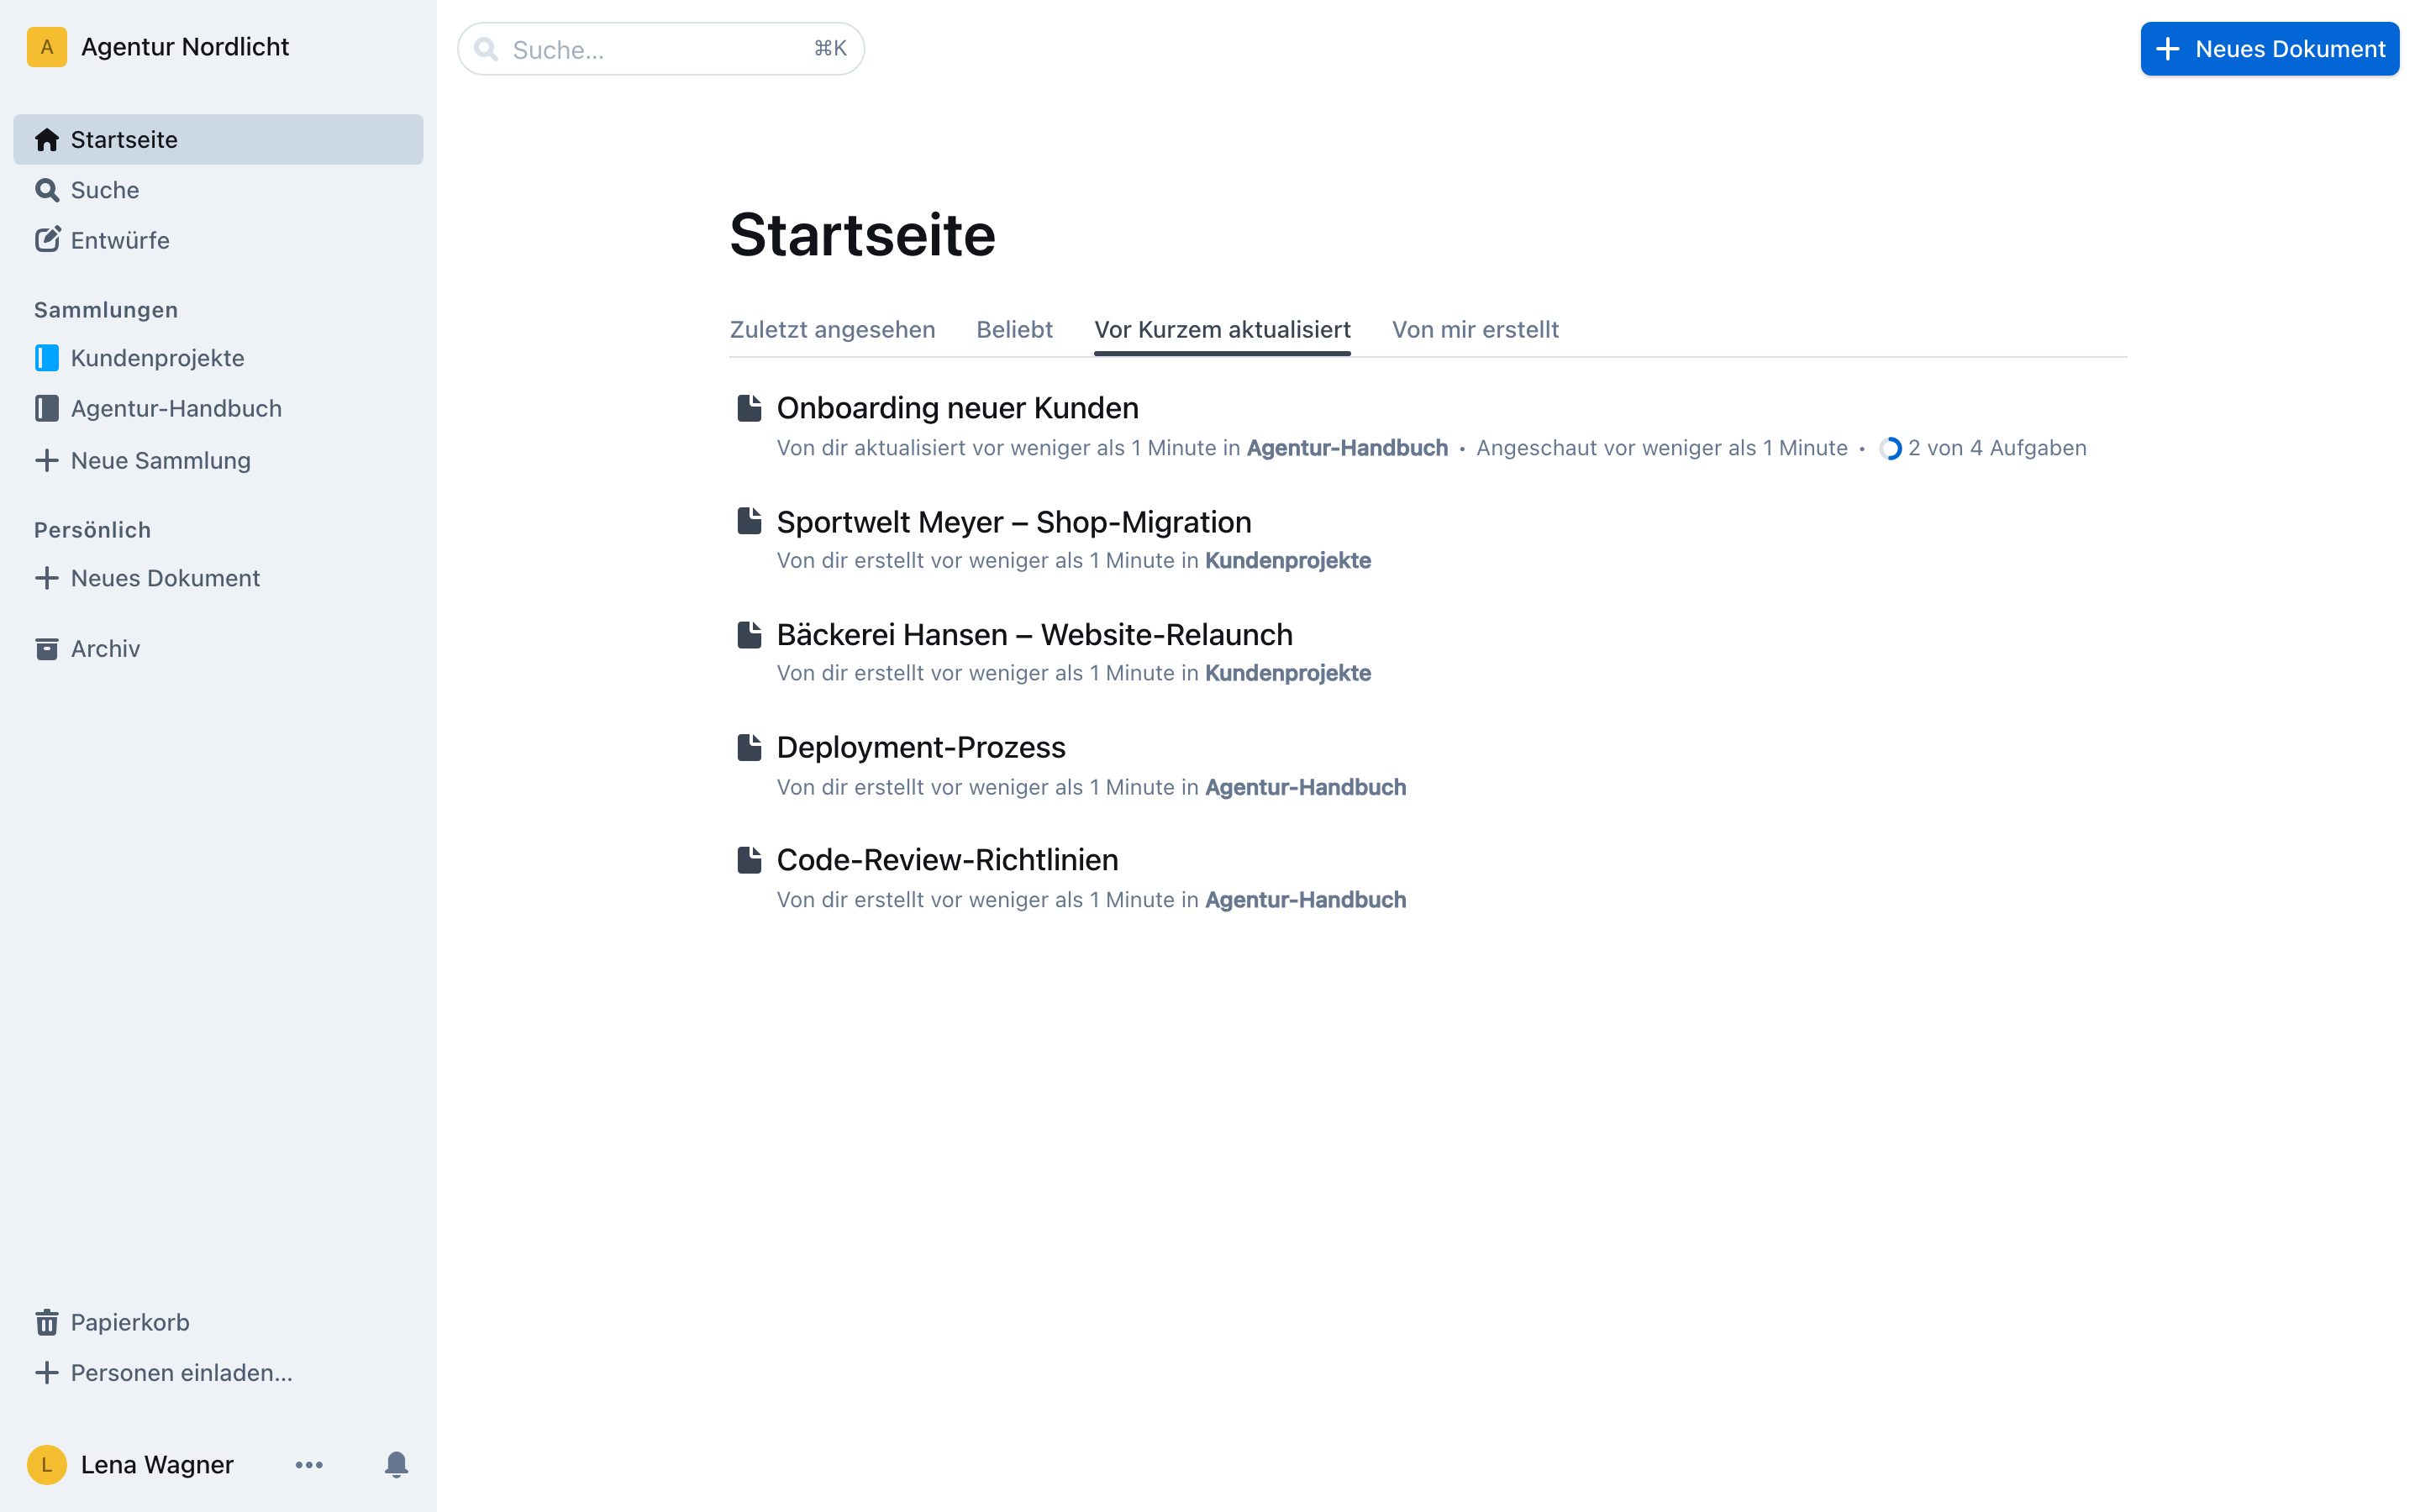 A Agentur Nordlicht
Startseite
Suche
Entwürfe
Sammlungen
Kundenprojekte
Agentur-Handbuch
Neue Sammlung
Persönlich
Neues Dokument
Archiv
Papierkorb
Personen einladen...
L Lena Wagner
Suche... ⌘K
Neues Dokument
Startseite
Zuletzt angesehen Beliebt Vor Kurzem aktualisiert Von mir erstellt
Onboarding neuer Kunden
Von dir aktualisiert vor weniger als 1 Minute in Agentur-Handbuch • Angeschaut vor weniger als 1 Minute • 2 von 4 Aufgaben
Sportwelt Meyer – Shop-Migration
Von dir erstellt vor weniger als 1 Minute in Kundenprojekte
Bäckerei Hansen – Website-Relaunch
Von dir erstellt vor weniger als 1 Minute in Kundenprojekte
Deployment-Prozess
Von dir erstellt vor weniger als 1 Minute in Agentur-Handbuch
Code-Review-Richtlinien
Von dir erstellt vor weniger als 1 Minute in Agentur-Handbuch